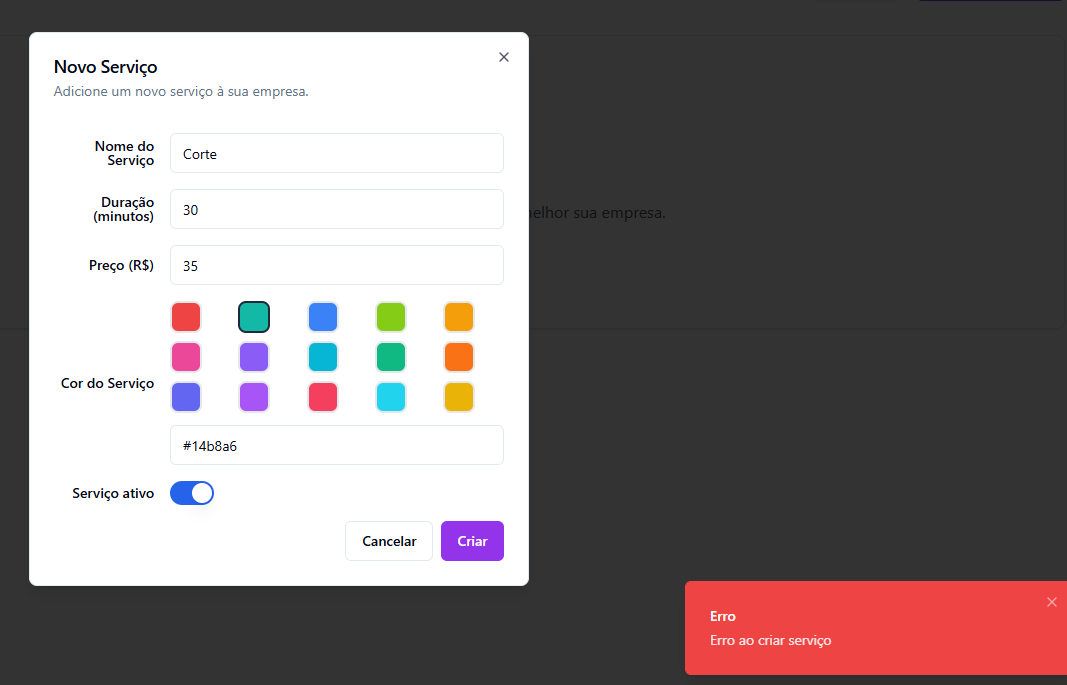 Novo Serviço
Adicione um novo serviço à sua empresa.
Nome do
Serviço
Corte
Duração
(minutos)
30
melhor sua empresa.
Preço (R$)
35
Cor do Serviço
#14b8a6
Serviço ativo
Cancelar
Criar
Erro
Erro ao criar serviço